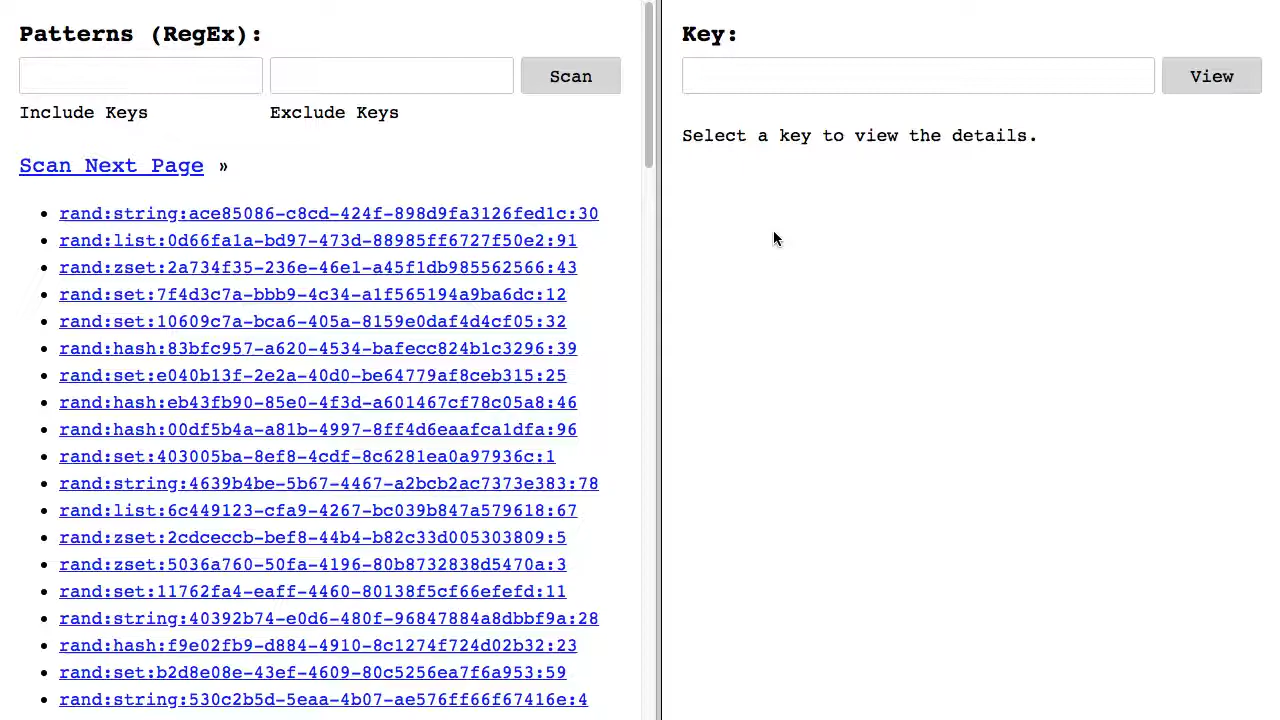 Patterns (RegEx):
Scan
Include Keys
Exclude Keys
Scan Next Page »
rand:string:ace85086-c8cd-424f-898d9fa3126fed1c:30
rand:list:0d66fa1a-bd97-473d-88985ff6727f50e2:91
rand:zset:2a734f35-236e-46e1-a45f1db985562566:43
rand:set:7f4d3c7a-bbb9-4c34-a1f565194a9ba6dc:12
rand:set:10609c7a-bca6-405a-8159e0daf4d4cf05:32
rand:hash:83bfc957-a620-4534-bafecc824b1c3296:39
rand:set:e040b13f-2e2a-40d0-be64779af8ceb315:25
rand:hash:eb43fb90-85e0-4f3d-a601467cf78c05a8:46
rand:hash:00df5b4a-a81b-4997-8ff4d6eaafca1dfa:96
rand:set:403005ba-8ef8-4cdf-8c6281ea0a97936c:1
rand:string:4639b4be-5b67-4467-a2bcb2ac7373e383:78
rand:list:6c449123-cfa9-4267-bc039b847a579618:67
rand:zset:2cdceccb-bef8-44b4-b82c33d005303809:5
rand:zset:5036a760-50fa-4196-80b8732838d5470a:3
rand:set:11762fa4-eaff-4460-80138f5cf66efefd:11
rand:string:40392b74-e0d6-480f-96847884a8dbbf9a:28
rand:hash:f9e02fb9-d884-4910-8c1274f724d02b32:23
rand:set:b2d8e08e-43ef-4609-80c5256ea7f6a953:59
rand:string:530c2b5d-5eaa-4b07-ae576ff66f67416e:4
Key:
View
Select a key to view the details.